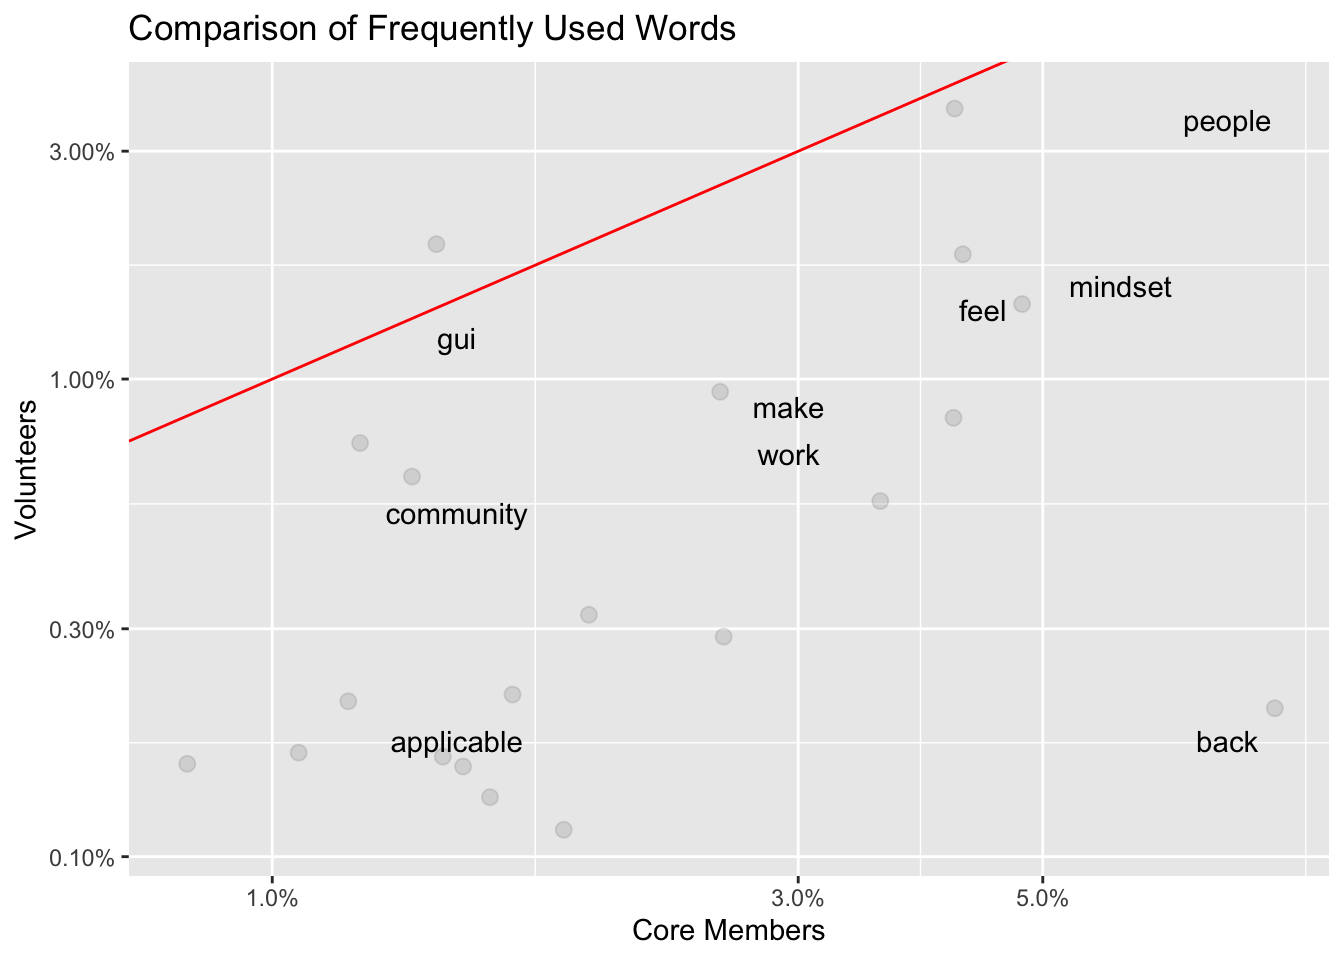 Comparison of Frequently Used Words
people
3.00%
mindset
feel
gui
1.00%
make
work
community
Volunteers
0.30%
applicable
back
0.10%
1.0%
3.0%
5.0%
Core Members